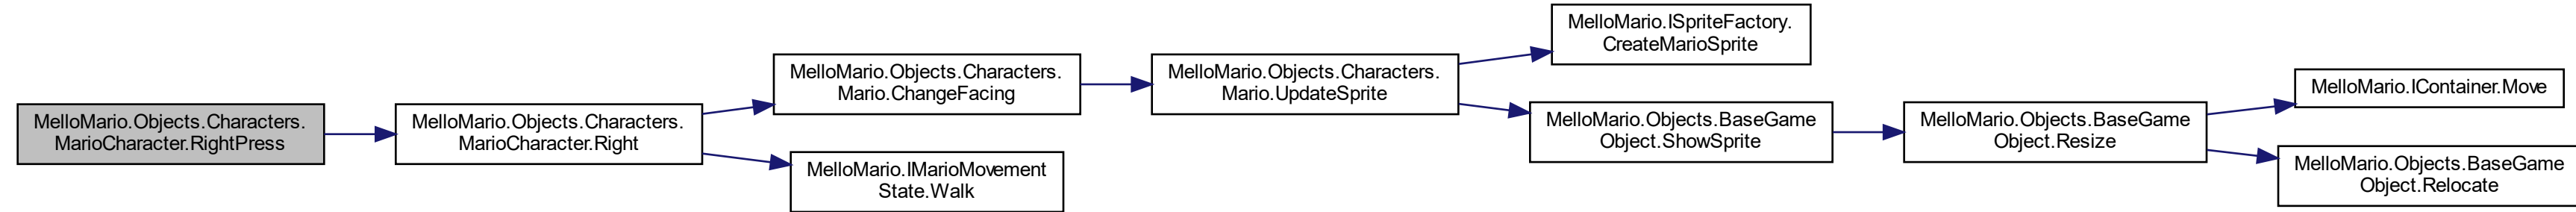 MelloMario.Objects.Characters.
MarioCharacter.RightPress
MelloMario.Objects.Characters.
MarioCharacter.Right
MelloMario.Objects.Characters.
Mario.ChangeFacing
MelloMario.IMarioMovement
State.Walk
MelloMario.Objects.Characters.
Mario.UpdateSprite
MelloMario.ISpriteFactory.
CreateMarioSprite
MelloMario.Objects.BaseGame
Object.ShowSprite
MelloMario.Objects.BaseGame
Object.Resize
MelloMario.IContainer.Move
MelloMario.Objects.BaseGame
Object.Relocate